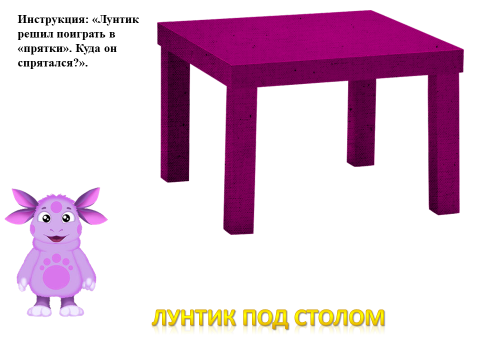 Инструкция: «Лунтик
решил поиграть в
«прятки». Куда он
спрятался?».
ЛУНТИК ПОД СТОЛОМ